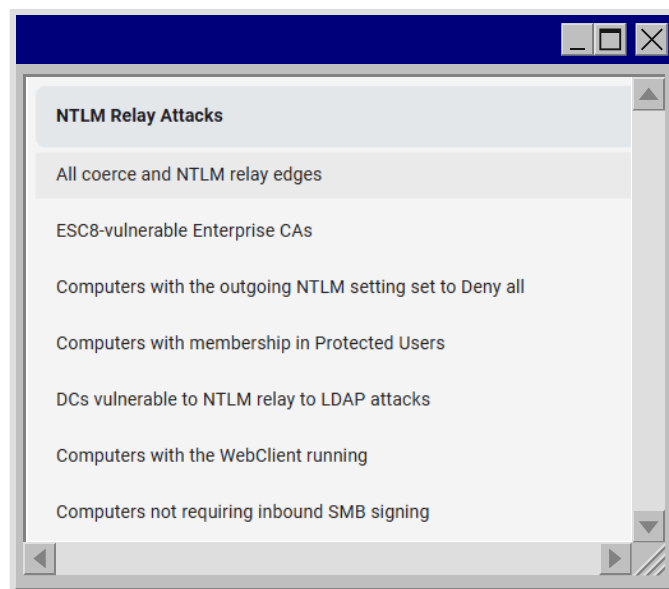 NTLM Relay Attacks
All coerce and NTLM relay edges
ESC8-vulnerable Enterprise CAs
Computers with the outgoing NTLM setting set to Deny all
Computers with membership in Protected Users
DCs vulnerable to NTLM relay to LDAP attacks
Computers with the WebClient running
Computers not requiring inbound SMB signing